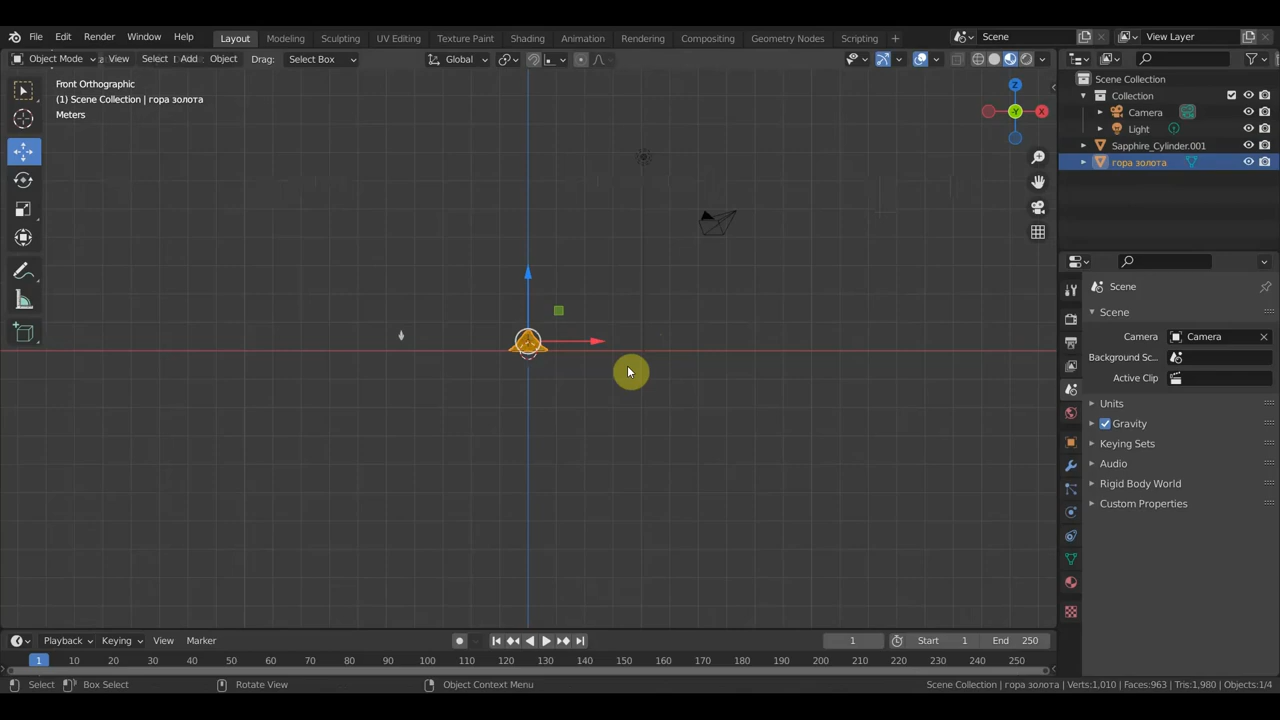 File Edit Render Window Help Layout Modeling Sculpting UV Editing Texture Paint Shading Animation Rendering Compositing Geometry Nodes Scripting + Scene View Layer
Object Mode View Select Add Object Drag: Select Box Global
Front Orthographic
(1) Scene Collection | гора золота
Meters
Z
-Y
X
Scene Collection
Collection
Camera
Light
Sapphire_Cylinder.001
гора золота
Scene
Scene
Camera Camera
Background Sc...
Active Clip
Units
Gravity
Keying Sets
Audio
Rigid Body World
Custom Properties
Playback Keying View Marker 1 Start 1 End 250
1 10 20 30 40 50 60 70 80 90 100 110 120 130 140 150 160 170 180 190 200 210 220 230 240 250
Select Box Select Rotate View Object Context Menu Scene Collection | гора золота | Verts:1,010 | Faces:963 | Tris:1,980 | Objects:1/4